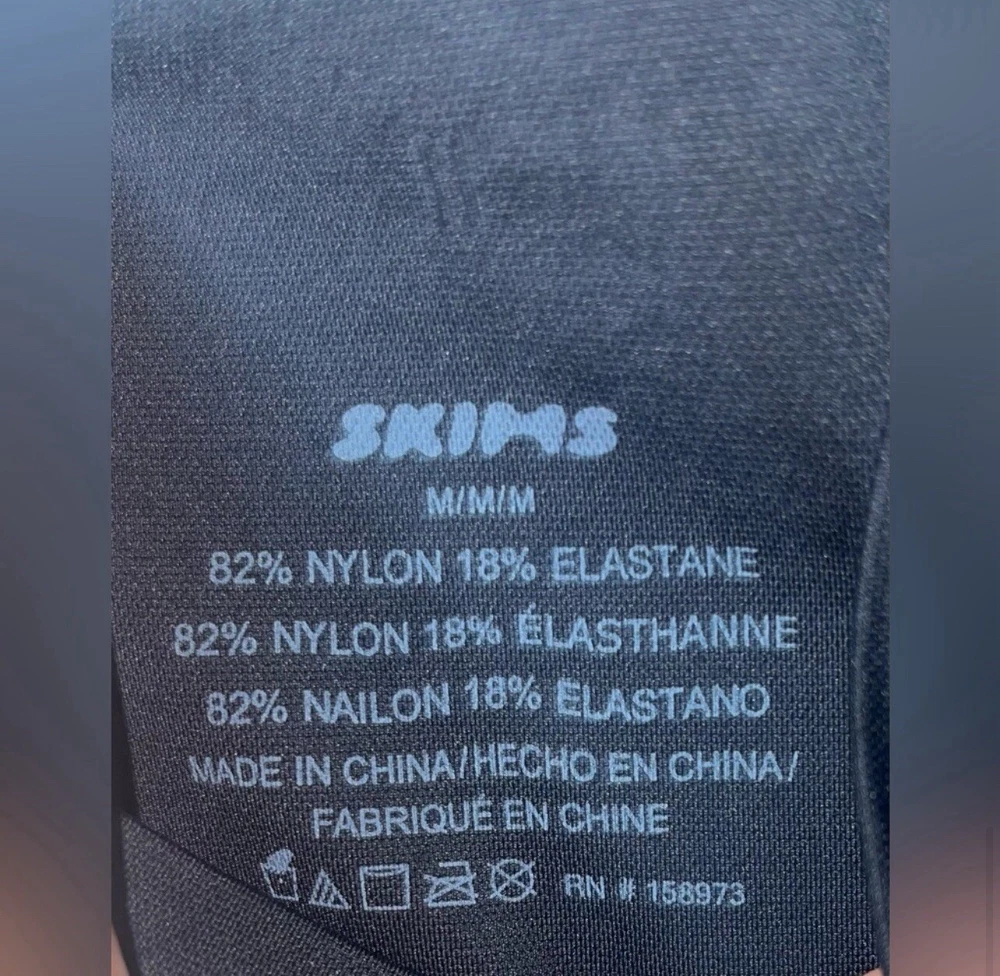 SKIMS
M/M/M
82% NYLON 18% ELASTANE
82% NYLON 18% ÉLASTHANNE
82% NAILON 18% ELASTANO
MADE IN CHINA/HECHO EN CHINA/
FABRIQUÉ EN CHINE
RN # 158973